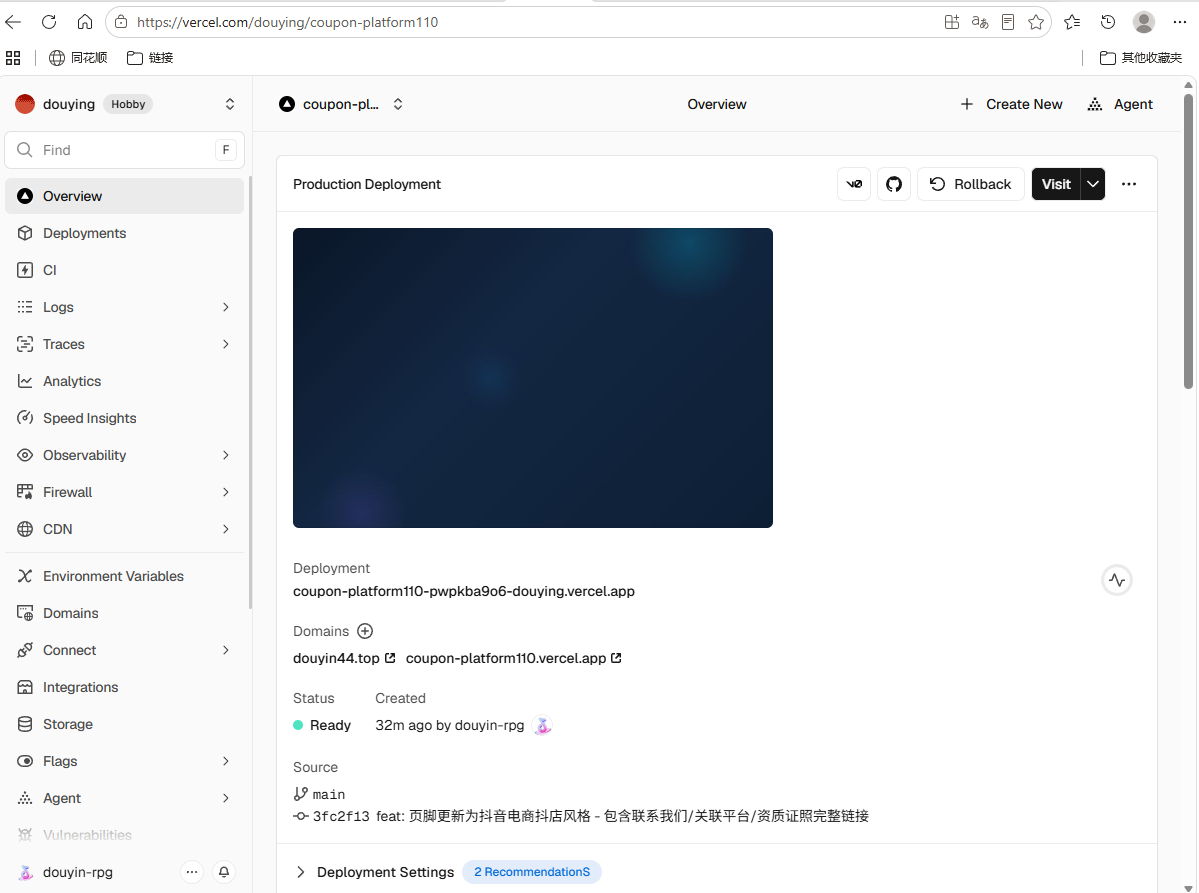 https://vercel.com/douying/coupon-platform110
同花顺
链接
其他收藏夹
douying Hobby
coupon-pl...
Overview
Create New
Agent
Find F
Overview
Deployments
CI
Logs
Traces
Analytics
Speed Insights
Observability
Firewall
CDN
Environment Variables
Domains
Connect
Integrations
Storage
Flags
Agent
Vulnerabilities
douyin-rpg
Production Deployment
Rollback
Visit
Deployment
coupon-platform110-pwpkba9o6-douying.vercel.app
Domains
douyin44.top coupon-platform110.vercel.app
Status Created
Ready 32m ago by douyin-rpg
Source
main
3fc2f13 feat: 页脚更新为抖音电商抖店风格 - 包含联系我们/关联平台/资质证照完整链接
Deployment Settings 2 RecommendationS